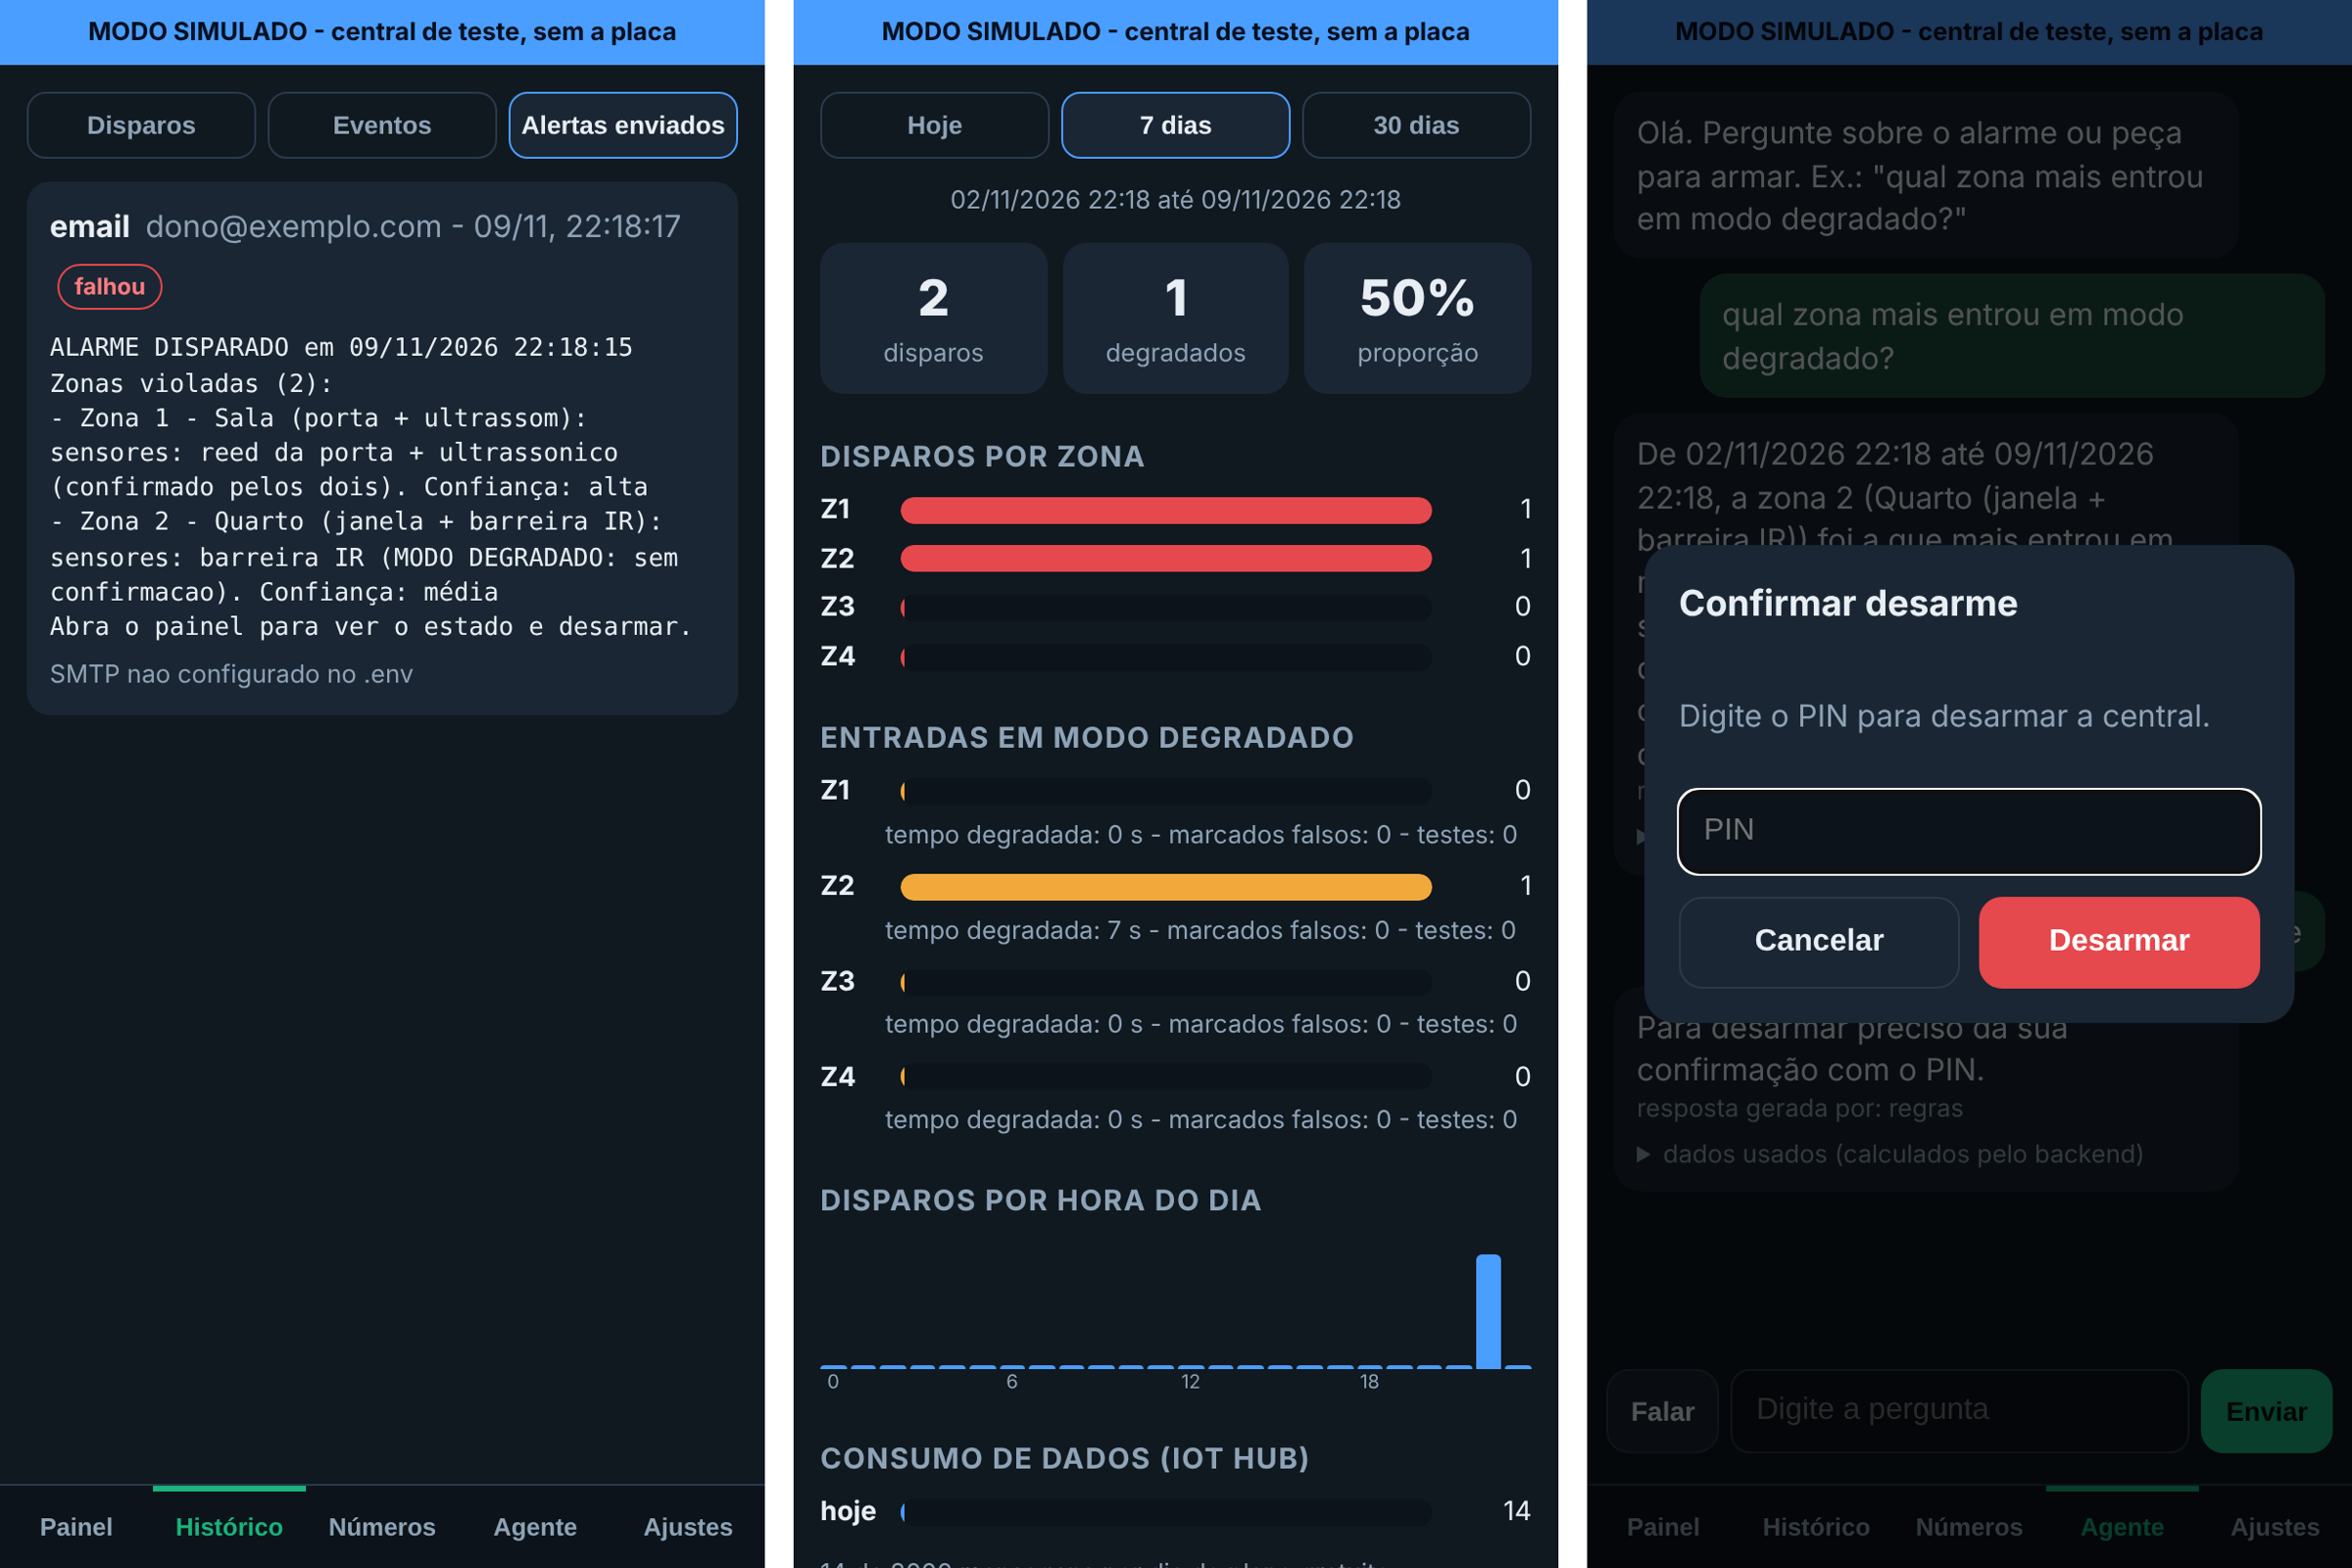 MODO SIMULADO - central de teste, sem a placa
Disparos
Eventos
Alertas enviados
email dono@exemplo.com - 09/11, 22:18:17
falhou
ALARME DISPARADO em 09/11/2026 22:18:15
Zonas violadas (2):
- Zona 1 - Sala (porta + ultrassom):
sensores: reed da porta + ultrassonico
(confirmado pelos dois). Confiança: alta
- Zona 2 - Quarto (janela + barreira IR):
sensores: barreira IR (MODO DEGRADADO: sem
confirmacao). Confiança: média
Abra o painel para ver o estado e desarmar.
SMTP nao configurado no .env
Painel
Histórico
Números
Agente
Ajustes
MODO SIMULADO - central de teste, sem a placa
Hoje
7 dias
30 dias
02/11/2026 22:18 até 09/11/2026 22:18
2
disparos
1
degradados
50%
proporção
DISPAROS POR ZONA
Z1 1
Z2 1
Z3 0
Z4 0
ENTRADAS EM MODO DEGRADADO
Z1 0
tempo degradada: 0 s - marcados falsos: 0 - testes: 0
Z2 1
tempo degradada: 7 s - marcados falsos: 0 - testes: 0
Z3 0
tempo degradada: 0 s - marcados falsos: 0 - testes: 0
Z4 0
tempo degradada: 0 s - marcados falsos: 0 - testes: 0
DISPAROS POR HORA DO DIA
0 6 12 18
CONSUMO DE DADOS (IOT HUB)
hoje 14
MODO SIMULADO - central de teste, sem a placa
Olá. Pergunte sobre o alarme ou peça
para armar. Ex.: "qual zona mais entrou
em modo degradado?"
qual zona mais entrou em modo
degradado?
De 02/11/2026 22:18 até 09/11/2026
22:18, a zona 2 (Quarto (janela +
barreira IR)) foi a que mais entrou em
Confirmar desarme
Digite o PIN para desarmar a central.
PIN
Cancelar
Desarmar
Para desarmar preciso da sua
confirmação com o PIN.
resposta gerada por: regras
dados usados (calculados pelo backend)
Falar
Digite a pergunta
Enviar
Painel
Histórico
Números
Agente
Ajustes